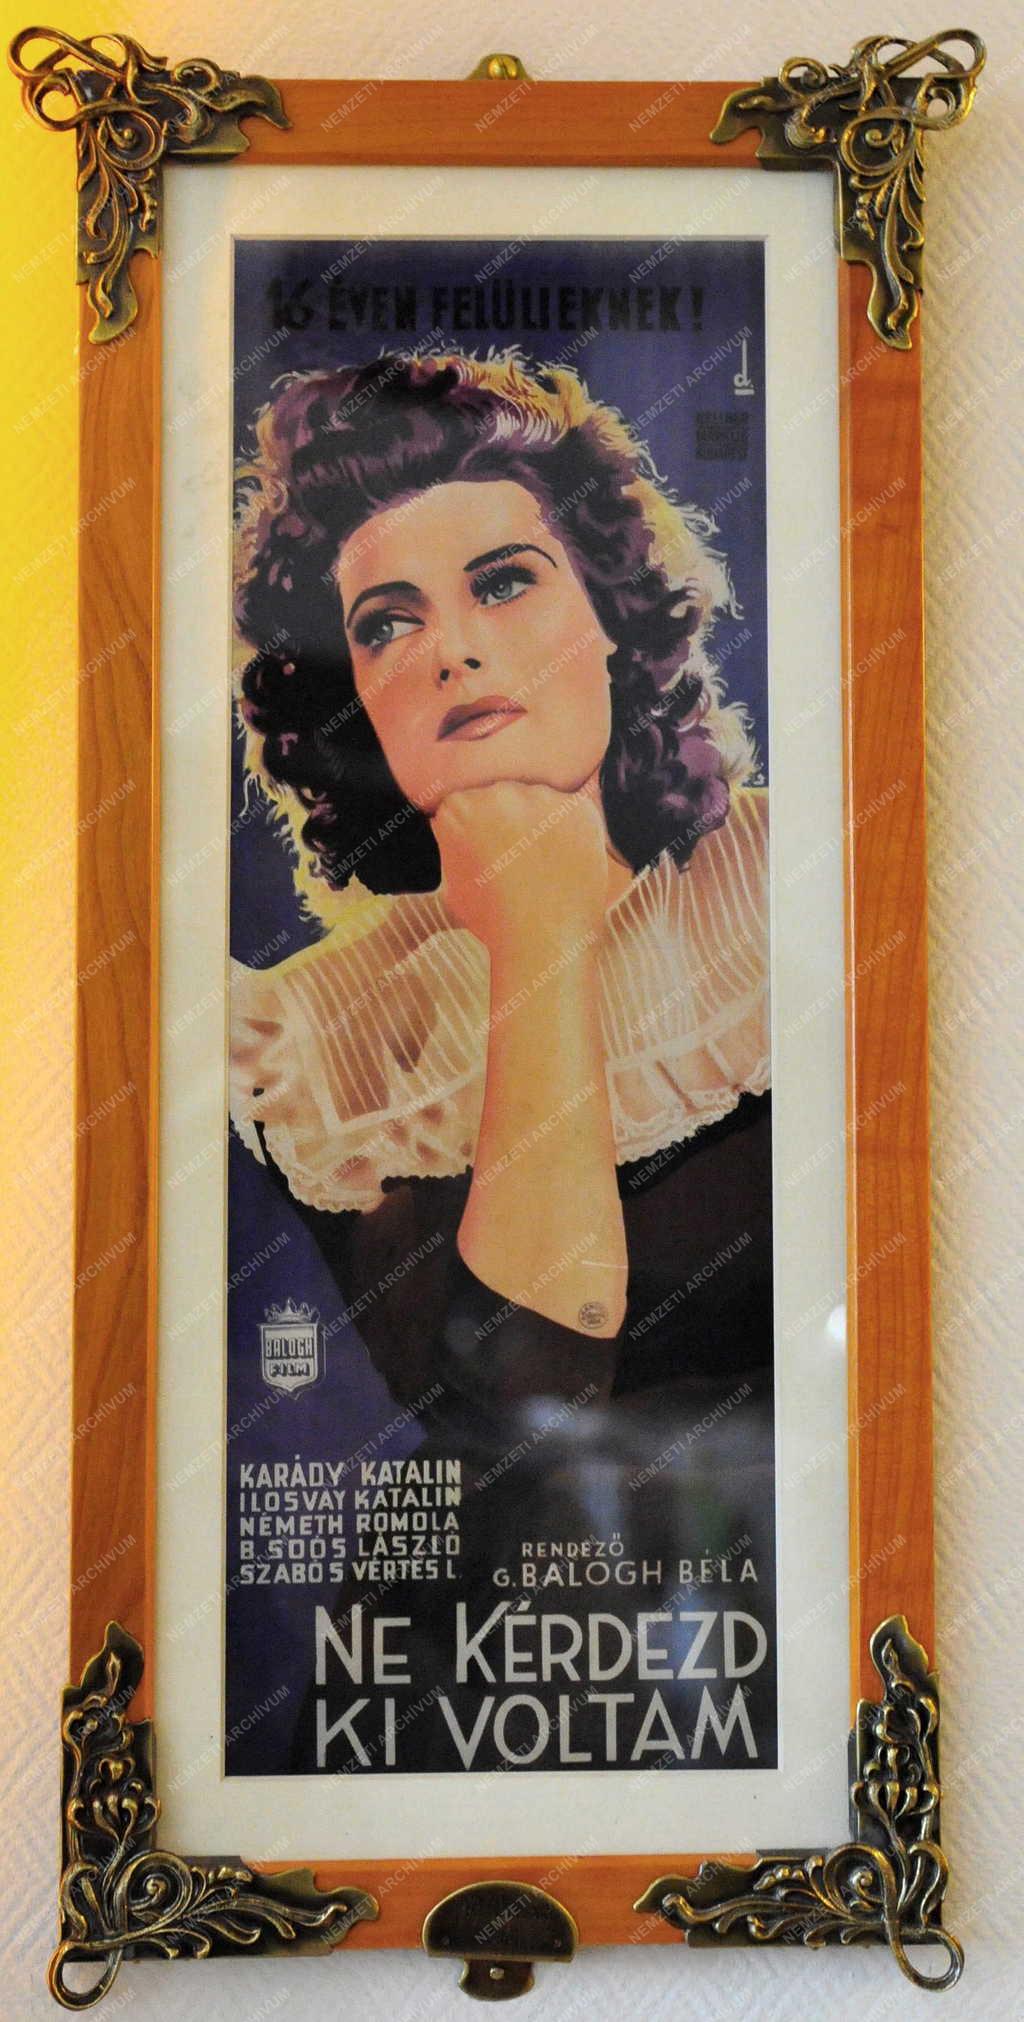 16 ÉVEN FELÜLIEKNEK!
BALOGH
FILM
KARÁDY KATALIN
ILOSVAY KATALIN
NÉMETH ROMOLA
B. SOÓS LÁSZLÓ
SZABÓ S VÉRTES L.
RENDEZŐ
G. BALOGH BÉLA
NE KÉRDEZD
KI VOLTAM
NEMZETI ARCHÍVUM